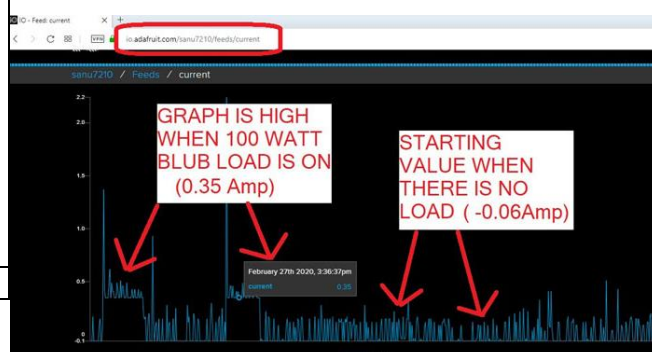 IO - Feed: current
VPN
io.adafruit.com/sanu7210/feeds/current
sanu7210 / Feeds / current
2.2
2.0
1.5
1.0
0.5
0
-0.1
GRAPH IS HIGH
WHEN 100 WATT
BLUB LOAD IS ON
(0.35 Amp)
STARTING
VALUE WHEN
THERE IS NO
LOAD ( -0.06Amp)
February 27th 2020, 3:36:37pm
current 0.35